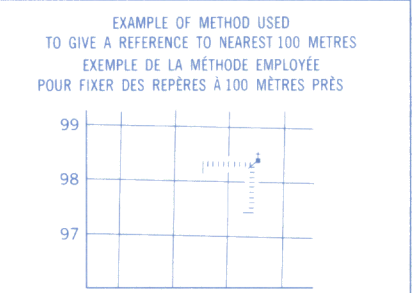 EXAMPLE OF METHOD USED
TO GIVE A REFERENCE TO NEAREST 100 METRES
EXEMPLE DE LA MÉTHODE EMPLOYÉE
POUR FIXER DES REPÈRES À 100 MÈTRES PRÈS
99
98
97